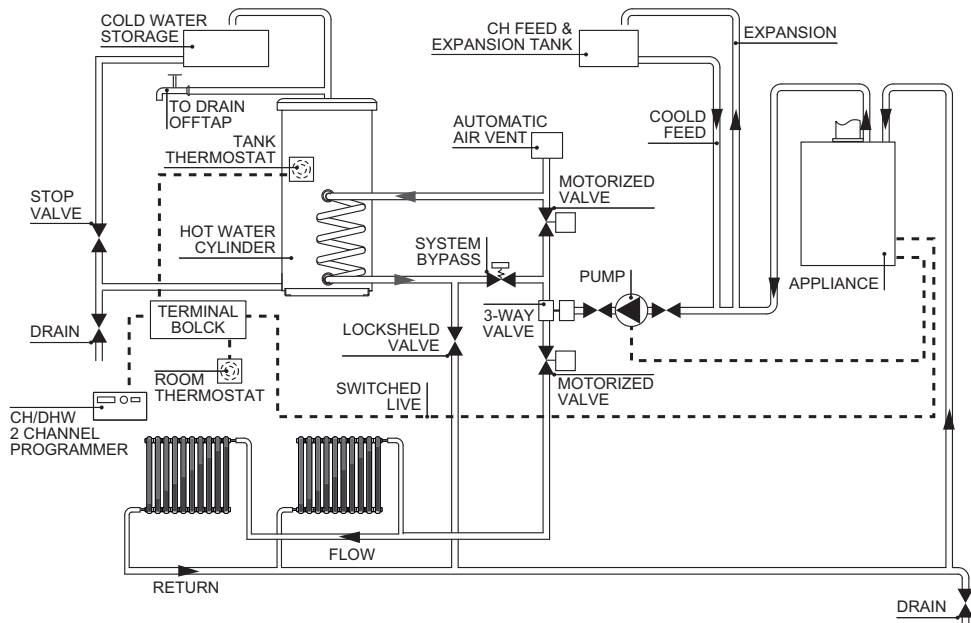 COLD WATER
STORAGE
CH FEED &
EXPANSION TANK
EXPANSION
TO DRAIN
OFFTAP
AUTOMATIC
AIR VENT
COOLD
FEED
TANK
THERMOSTAT
MOTORIZED
VALVE
STOP
VALVE
HOT WATER
CYLINDER
SYSTEM
BYPASS
PUMP
APPLIANCE
TERMINAL
BOLCK
3-WAY
VALVE
DRAIN
LOCKSHELD
VALVE
ROOM
THERMOSTAT
MOTORIZED
VALVE
SWITCHED
LIVE
CH/DHW
2 CHANNEL
PROGRAMMER
FLOW
RETURN
DRAIN